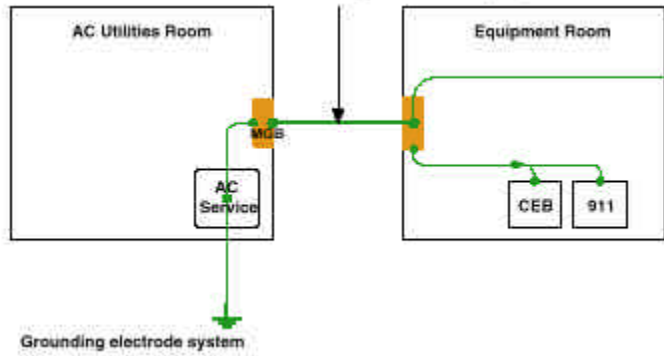 AC Utilities Room
Equipment Room
MGB
AC
Service
CEB
911
Grounding electrode system